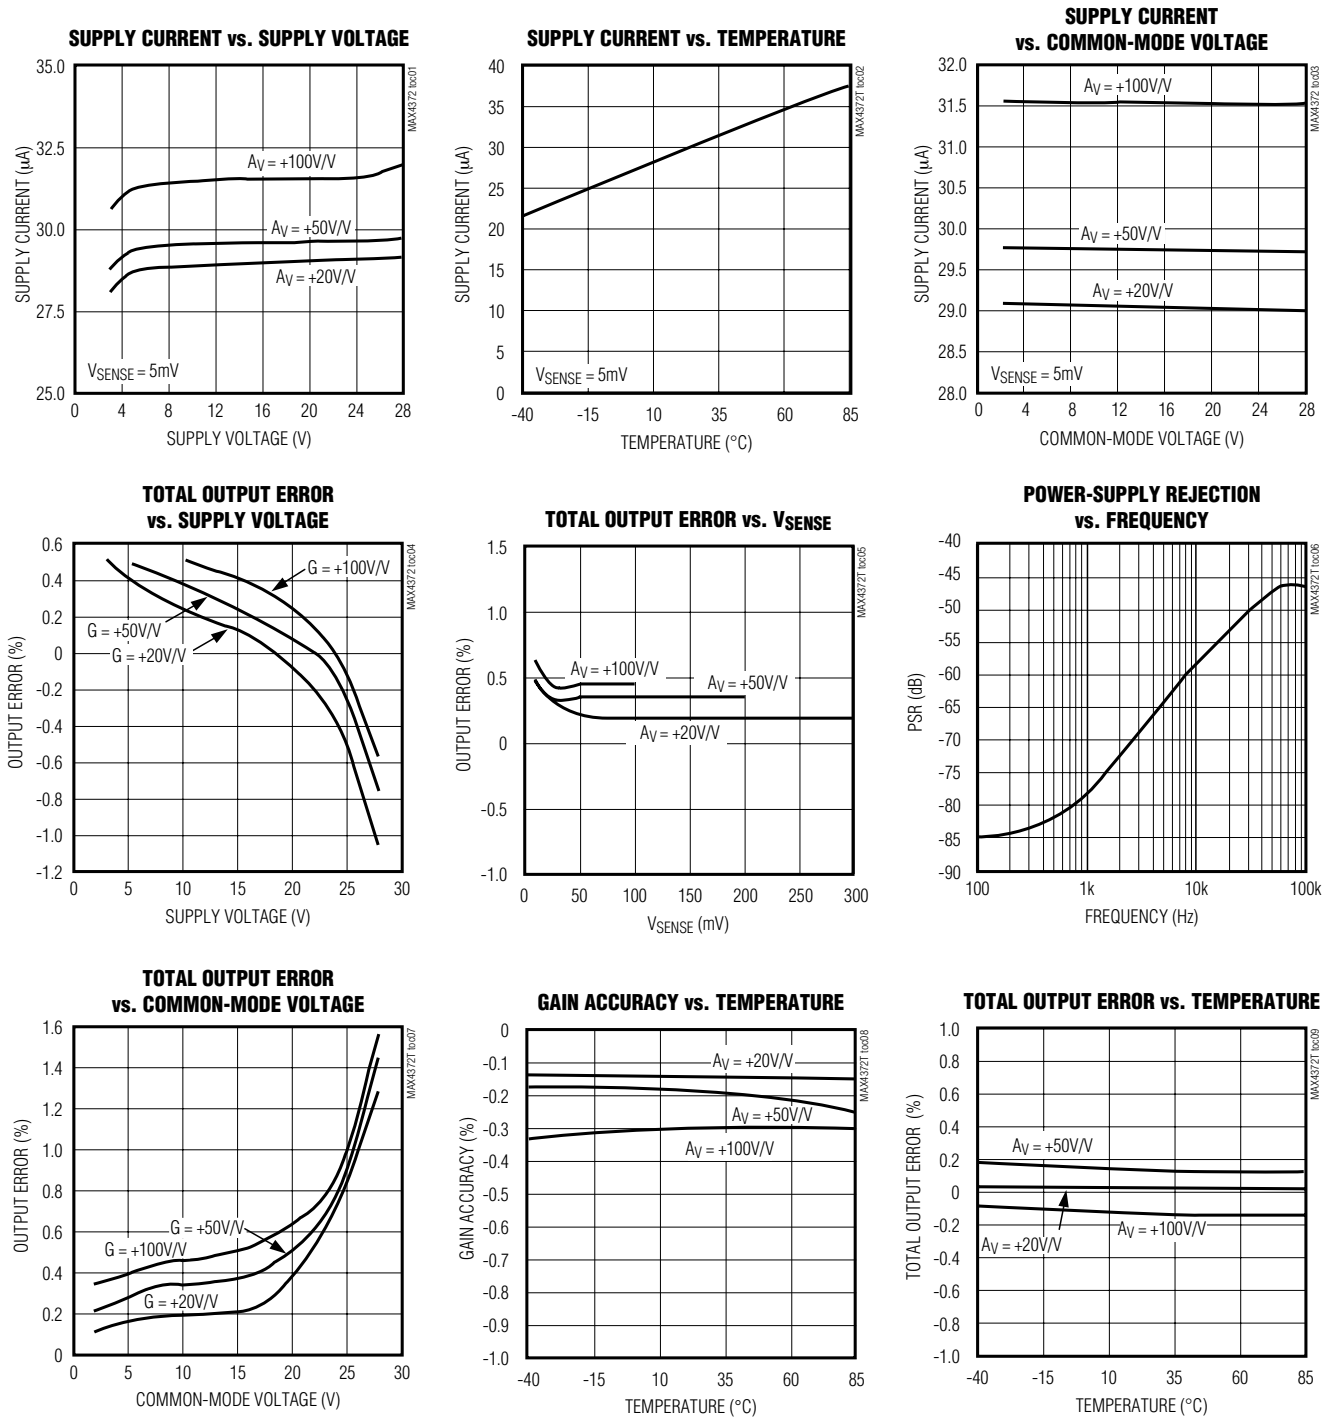 SUPPLY CURRENT vs. SUPPLY VOLTAGE
35.0
32.5
30.0
27.5
25.0
SUPPLY CURRENT (μA)
AV = +100V/V
AV = +50V/V
AV = +20V/V
VSENSE = 5mV
0 4 8 12 16 20 24 28
SUPPLY VOLTAGE (V)
MAX4372 toc01
SUPPLY CURRENT vs. TEMPERATURE
40
35
30
25
20
15
10
5
0
SUPPLY CURRENT (μA)
VSENSE = 5mV
-40 -15 10 35 60 85
TEMPERATURE (°C)
MAX4372T toc02
SUPPLY CURRENT
vs. COMMON-MODE VOLTAGE
32.0
31.5
31.0
30.5
30.0
29.5
29.0
28.5
28.0
SUPPLY CURRENT (μA)
AV = +100V/V
AV = +50V/V
AV = +20V/V
VSENSE = 5mV
0 4 8 12 16 20 24 28
COMMON-MODE VOLTAGE (V)
MAX4372 toc03
TOTAL OUTPUT ERROR
vs. SUPPLY VOLTAGE
0.6
0.4
0.2
0
-0.2
-0.4
-0.6
-0.8
-1.0
-1.2
OUTPUT ERROR (%)
G = +100V/V
G = +50V/V
G = +20V/V
0 5 10 15 20 25 30
SUPPLY VOLTAGE (V)
MAX4372 toc04
TOTAL OUTPUT ERROR vs. VSENSE
1.5
1.0
0.5
0
-0.5
-1.0
OUTPUT ERROR (%)
AV = +100V/V
AV = +50V/V
AV = +20V/V
0 50 100 150 200 250 300
VSENSE (mV)
MAX4372T toc05
POWER-SUPPLY REJECTION
vs. FREQUENCY
-40
-45
-50
-55
-60
-65
-70
-75
-80
-85
-90
PSR (dB)
100 1k 10k 100k
FREQUENCY (Hz)
MAX4372T toc06
TOTAL OUTPUT ERROR
vs. COMMON-MODE VOLTAGE
1.6
1.4
1.2
1.0
0.8
0.6
0.4
0.2
0
OUTPUT ERROR (%)
G = +50V/V
G = +100V/V
G = +20V/V
0 5 10 15 20 25 30
COMMON-MODE VOLTAGE (V)
MAX4372T toc07
GAIN ACCURACY vs. TEMPERATURE
0
-0.1
-0.2
-0.3
-0.4
-0.5
-0.6
-0.7
-0.8
-0.9
-1.0
GAIN ACCURACY (%)
AV = +20V/V
AV = +50V/V
AV = +100V/V
-40 -15 10 35 60 85
TEMPERATURE (°C)
MAX4372T toc08
TOTAL OUTPUT ERROR vs. TEMPERATURE
1.0
0.8
0.6
0.4
0.2
0
-0.2
-0.4
-0.6
-0.8
-1.0
TOTAL OUTPUT ERROR (%)
AV = +50V/V
AV = +100V/V
AV = +20V/V
-40 -15 10 35 60 85
TEMPERATURE (°C)
MAX4372T toc09